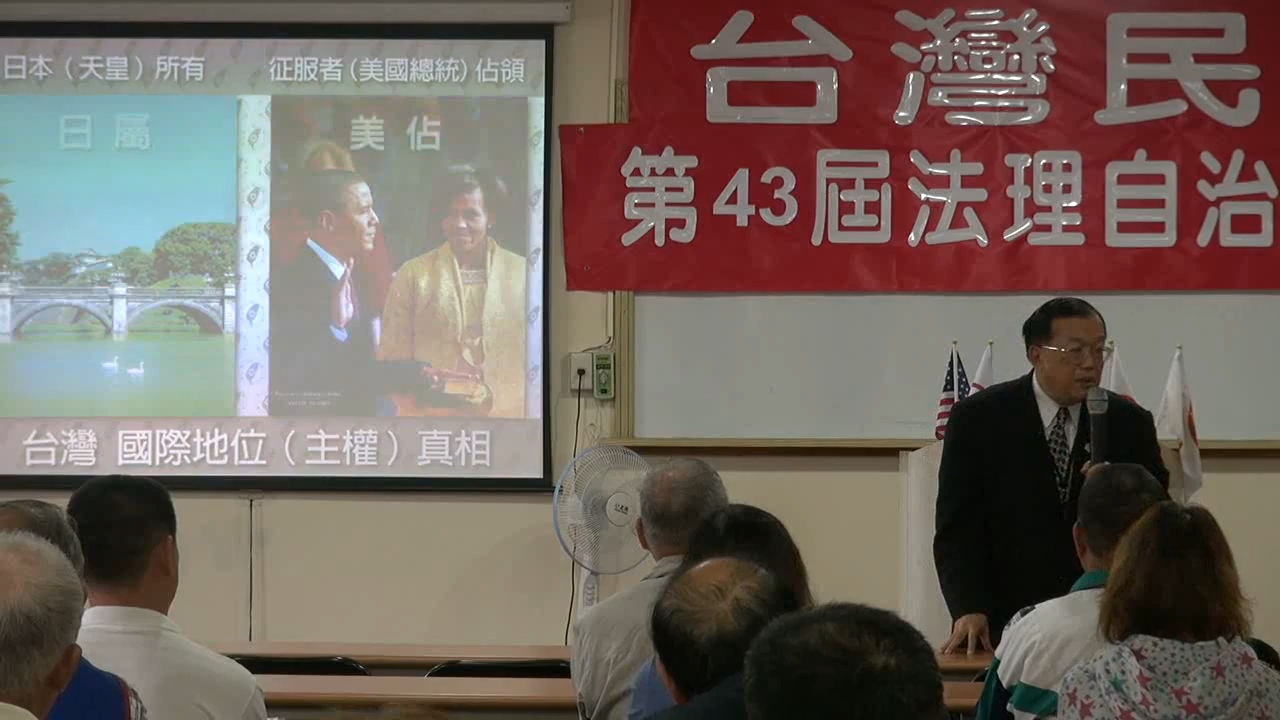 日本（天皇）所有
征服者（美國總統）佔領
日屬
美佔
台灣 國際地位（主權）真相
台灣民
第43屆法理自治